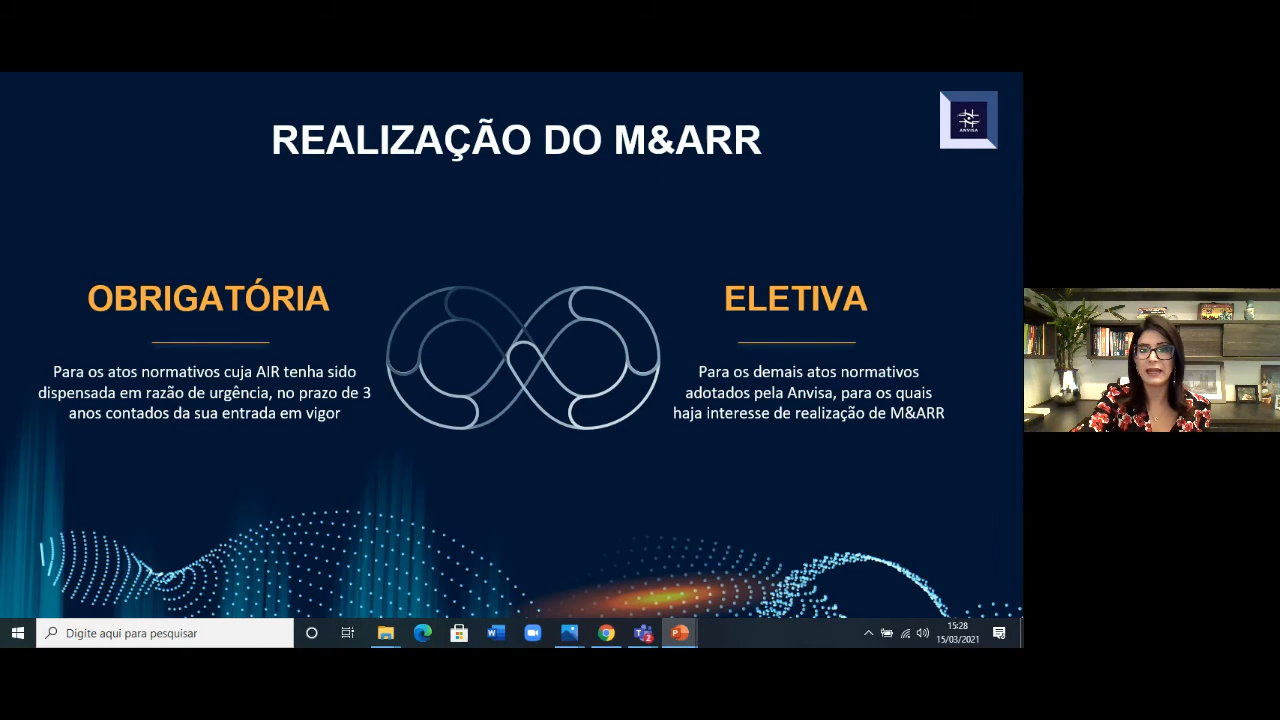 REALIZAÇÃO DO M&ARR
ANVISA
OBRIGATÓRIA
Para os atos normativos cuja AIR tenha sido
dispensada em razão de urgência, no prazo de 3
anos contados da sua entrada em vigor
ELETIVA
Para os demais atos normativos
adotados pela Anvisa, para os quais
haja interesse de realização de M&ARR
Digite aqui para pesquisar
15:28
15/03/2021